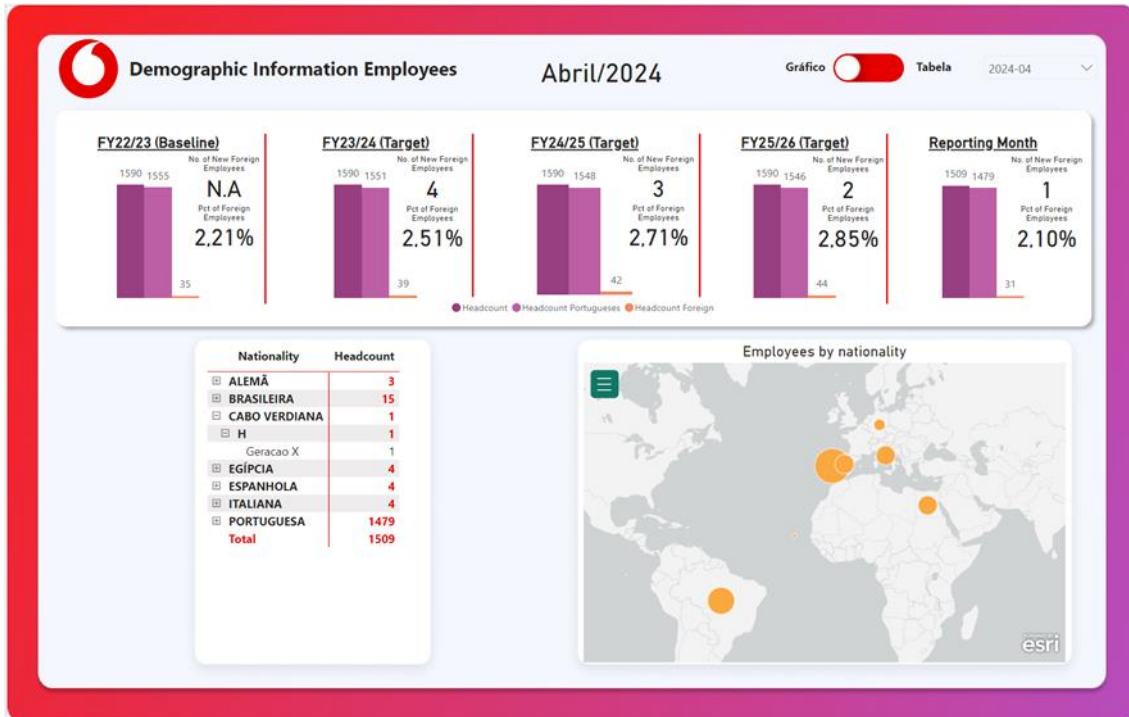 Demographic Information Employees
Abril/2024
Gráfico
Tabela
2024-04
FY22/23 (Baseline)
No. of New Foreign
Employees
1590 1555
N.A
Pct of Foreign
Employees
2,21%
35
FY23/24 (Target)
No. of New Foreign
Employees
1590 1551
4
Pct of Foreign
Employees
2,51%
39
FY24/25 (Target)
No. of New Foreign
Employees
1590 1548
3
Pct of Foreign
Employees
2,71%
42
FY25/26 (Target)
No. of New Foreign
Employees
1590 1546
2
Pct of Foreign
Employees
2,85%
44
Reporting Month
No. of New Foreign
Employees
1509 1479
1
Pct of Foreign
Employees
2,10%
31
Headcount Headcount Portugueses Headcount Foreign
Nationality Headcount
ALEMÃ 3
BRASILEIRA 15
CABO VERDIANA 1
H 1
Geracao X 1
EGÍPCIA 4
ESPANHOLA 4
ITALIANA 4
PORTUGUESA 1479
Total 1509
Employees by nationality
esri